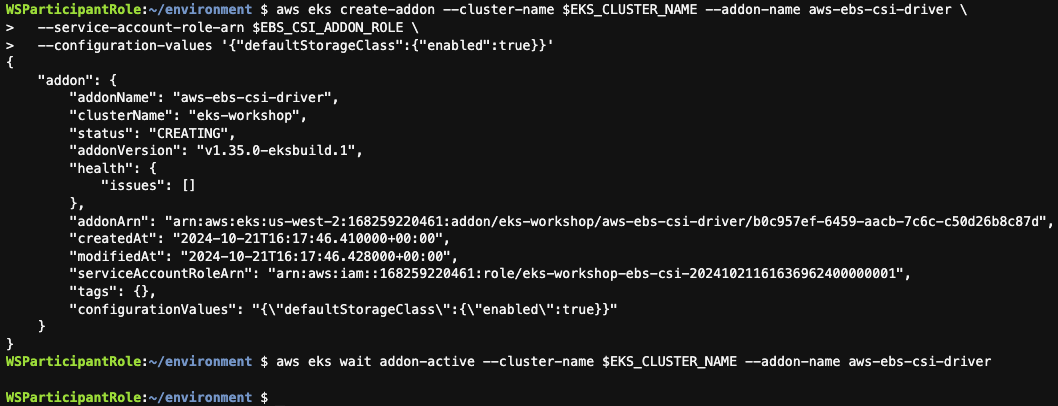 WSParticipantRole:~/environment $ aws eks create-addon --cluster-name $EKS_CLUSTER_NAME --addon-name aws-ebs-csi-driver \
>   --service-account-role-arn $EBS_CSI_ADDON_ROLE \
>   --configuration-values '{"defaultStorageClass":{"enabled":true}}'
{
    "addon": {
        "addonName": "aws-ebs-csi-driver",
        "clusterName": "eks-workshop",
        "status": "CREATING",
        "addonVersion": "v1.35.0-eksbuild.1",
        "health": {
            "issues": []
        },
        "addonArn": "arn:aws:eks:us-west-2:168259220461:addon/eks-workshop/aws-ebs-csi-driver/b0c957ef-6459-aacb-7c6c-c50d26b8c87d",
        "createdAt": "2024-10-21T16:17:46.410000+00:00",
        "modifiedAt": "2024-10-21T16:17:46.428000+00:00",
        "serviceAccountRoleArn": "arn:aws:iam::168259220461:role/eks-workshop-ebs-csi-20241021161636962400000001",
        "tags": {},
        "configurationValues": "{\"defaultStorageClass\":{\"enabled\":true}}"
    }
}
WSParticipantRole:~/environment $ aws eks wait addon-active --cluster-name $EKS_CLUSTER_NAME --addon-name aws-ebs-csi-driver
WSParticipantRole:~/environment $